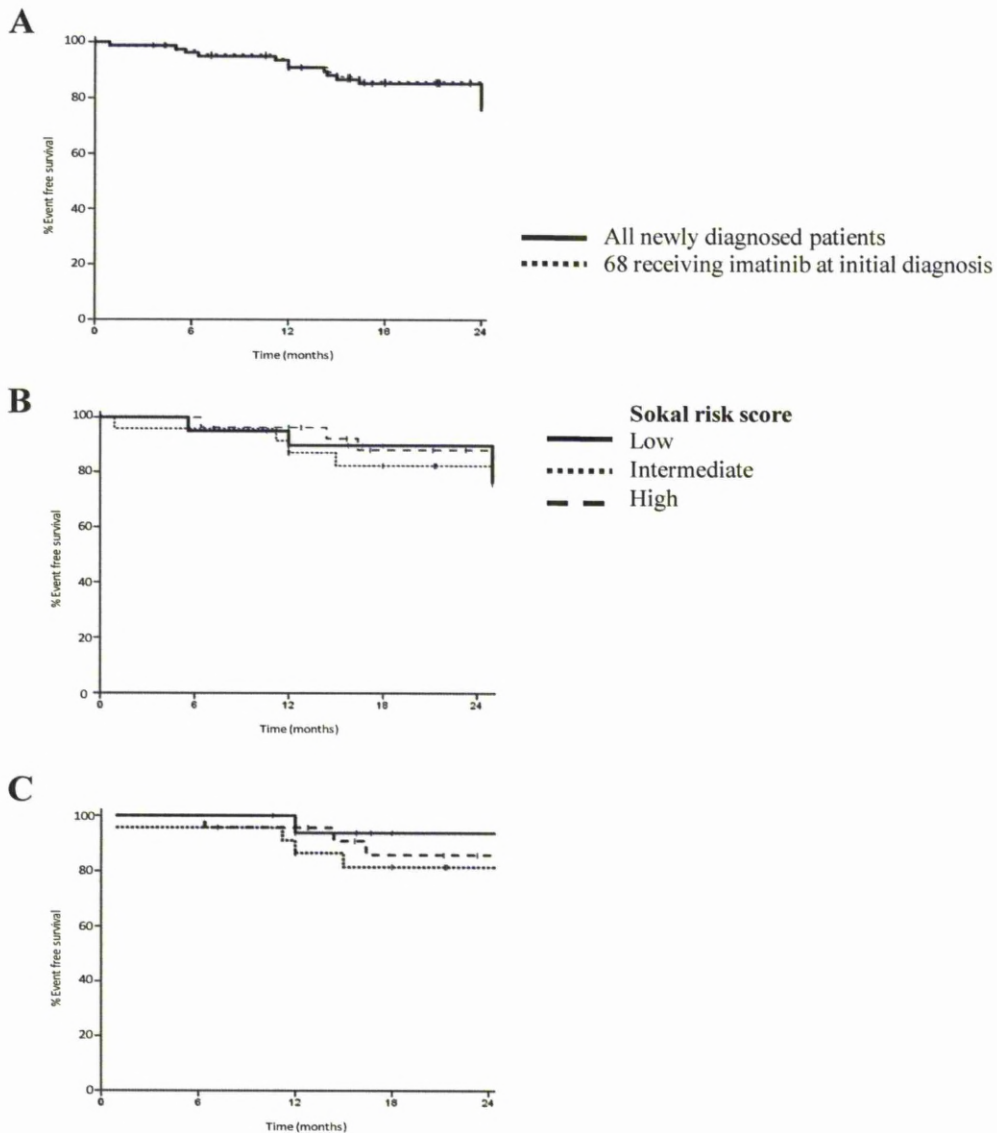 A
% Event free survival
100
80
60
40
20
0
0 6 12 18 24
Time (months)
All newly diagnosed patients
68 receiving imatinib at initial diagnosis
B
% Event free survival
100
80
60
40
20
0
0 6 12 18 24
Time (months)
Sokal risk score
Low
Intermediate
High
C
% Event free survival
100
80
60
40
20
0
0 6 12 18 24
Time (months)